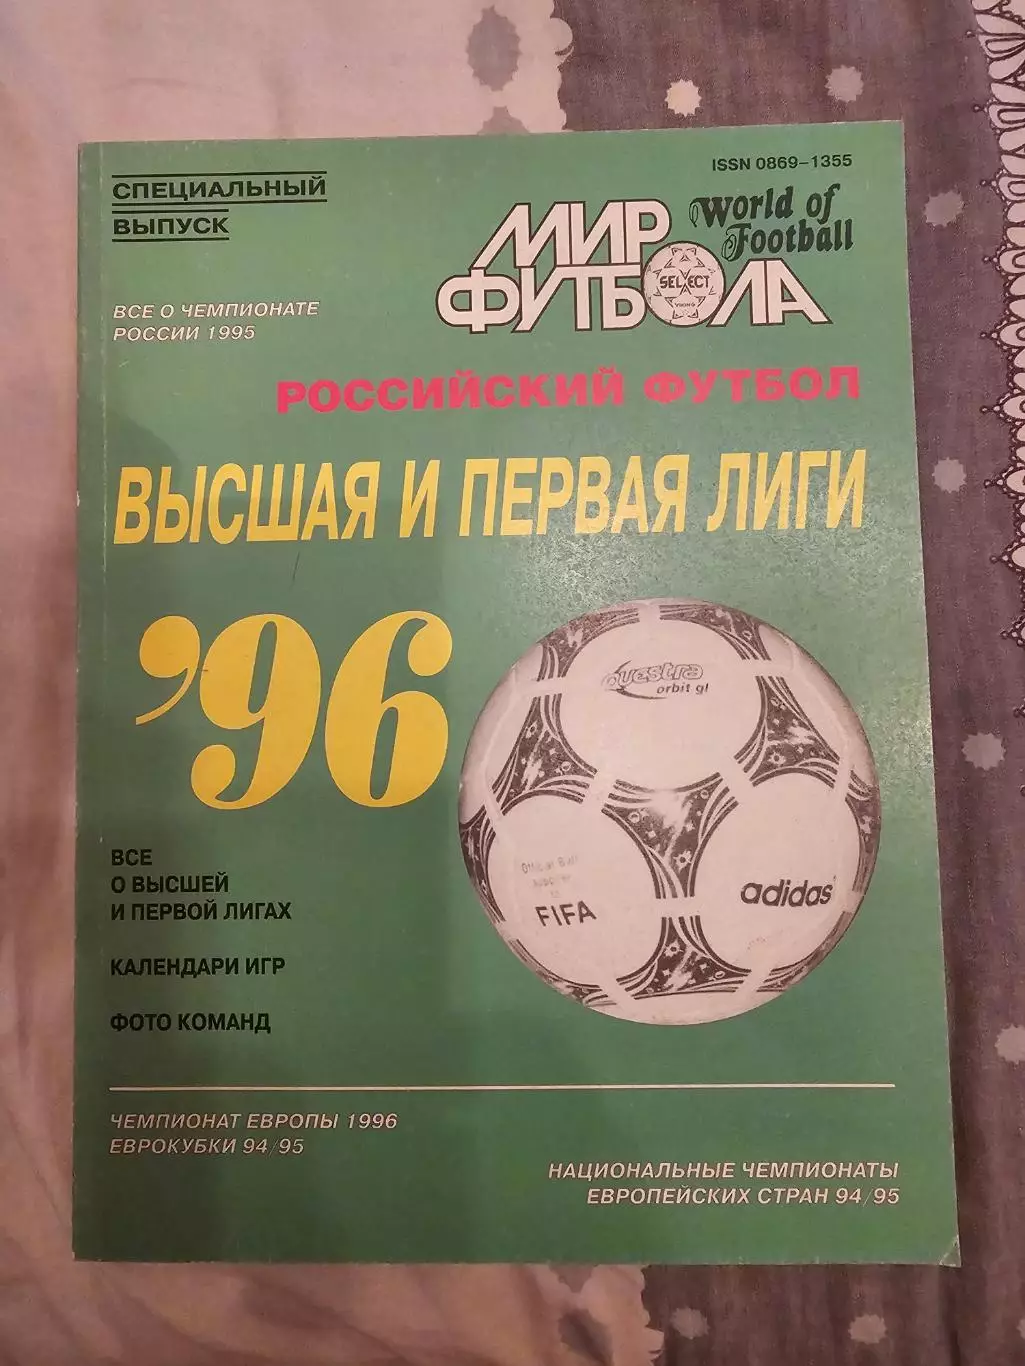 СПЕЦИАЛЬНЫЙ
ВЫПУСК
ISSN 0869-1355
World of
Football
МИР
ФУТБОЛА
SELECT
VIKING
ВСЕ О ЧЕМПИОНАТЕ
РОССИИ 1995
РОССИЙСКИЙ ФУТБОЛ
ВЫСШАЯ И ПЕРВАЯ ЛИГИ
'96
Questra
orbit gl
FIFA
adidas
ВСЕ
О ВЫСШЕЙ
И ПЕРВОЙ ЛИГАХ
КАЛЕНДАРИ ИГР
ФОТО КОМАНД
ЧЕМПИОНАТ ЕВРОПЫ 1996
ЕВРОКУБКИ 94/95
НАЦИОНАЛЬНЫЕ ЧЕМПИОНАТЫ
ЕВРОПЕЙСКИХ СТРАН 94/95